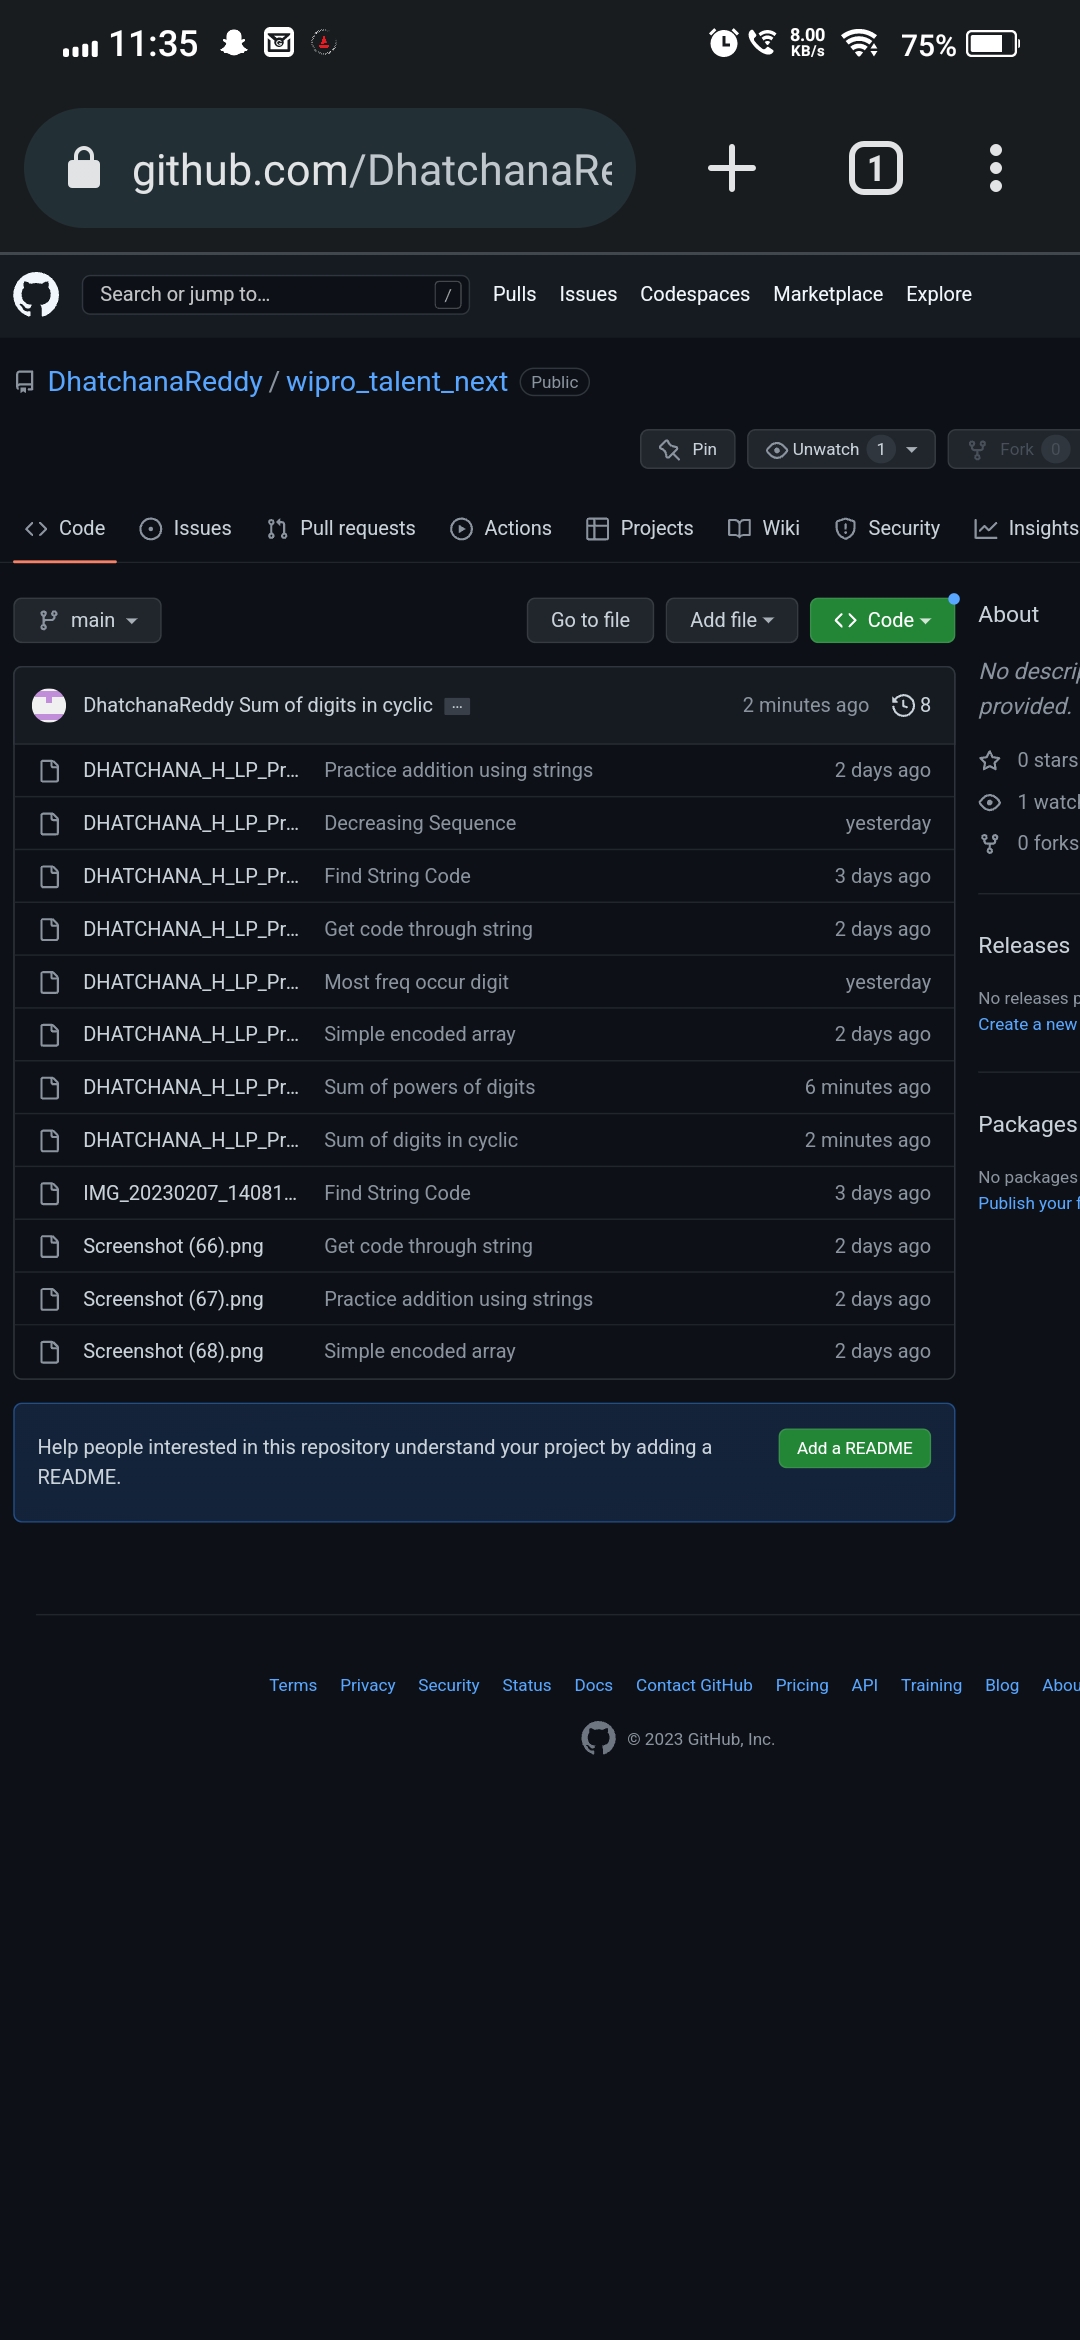 11:35
8.00
KB/s
75%
github.com/DhatchanaRe
1
Search or jump to...
/
Pulls Issues Codespaces Marketplace Explore
DhatchanaReddy / wipro_talent_next Public
Pin Unwatch 1 Fork 0
Code Issues Pull requests Actions Projects Wiki Security Insights
main Go to file Add file Code
DhatchanaReddy Sum of digits in cyclic ... 2 minutes ago 8
DHATCHANA_H_LP_Pr... Practice addition using strings 2 days ago
DHATCHANA_H_LP_Pr... Decreasing Sequence yesterday
DHATCHANA_H_LP_Pr... Find String Code 3 days ago
DHATCHANA_H_LP_Pr... Get code through string 2 days ago
DHATCHANA_H_LP_Pr... Most freq occur digit yesterday
DHATCHANA_H_LP_Pr... Simple encoded array 2 days ago
DHATCHANA_H_LP_Pr... Sum of powers of digits 6 minutes ago
DHATCHANA_H_LP_Pr... Sum of digits in cyclic 2 minutes ago
IMG_20230207_14081... Find String Code 3 days ago
Screenshot (66).png Get code through string 2 days ago
Screenshot (67).png Practice addition using strings 2 days ago
Screenshot (68).png Simple encoded array 2 days ago
Help people interested in this repository understand your project by adding a
README.
Add a README
About
No descrip
provided.
0 stars
1 watch
0 forks
Releases
No releases p
Create a new
Packages
No packages
Publish your f
Terms Privacy Security Status Docs Contact GitHub Pricing API Training Blog Abou
© 2023 GitHub, Inc.